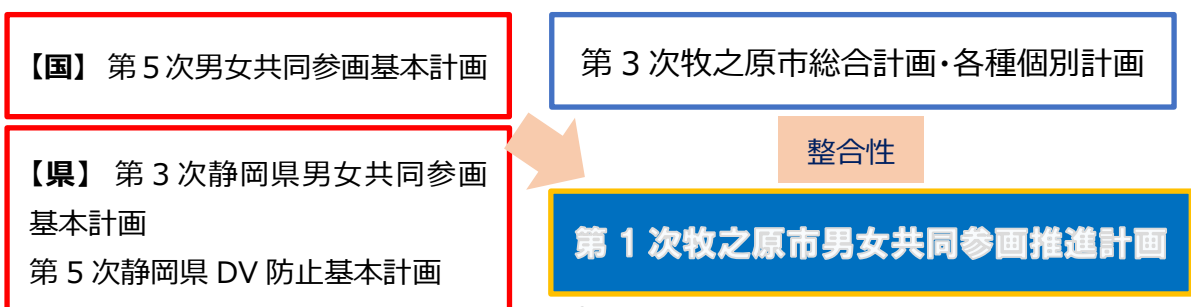 【国】 第5次男女共同参画基本計画
【県】 第3次静岡県男女共同参画
基本計画
第5次静岡県 DV 防止基本計画
第3次牧之原市総合計画・各種個別計画
整合性
第1次牧之原市男女共同参画推進計画